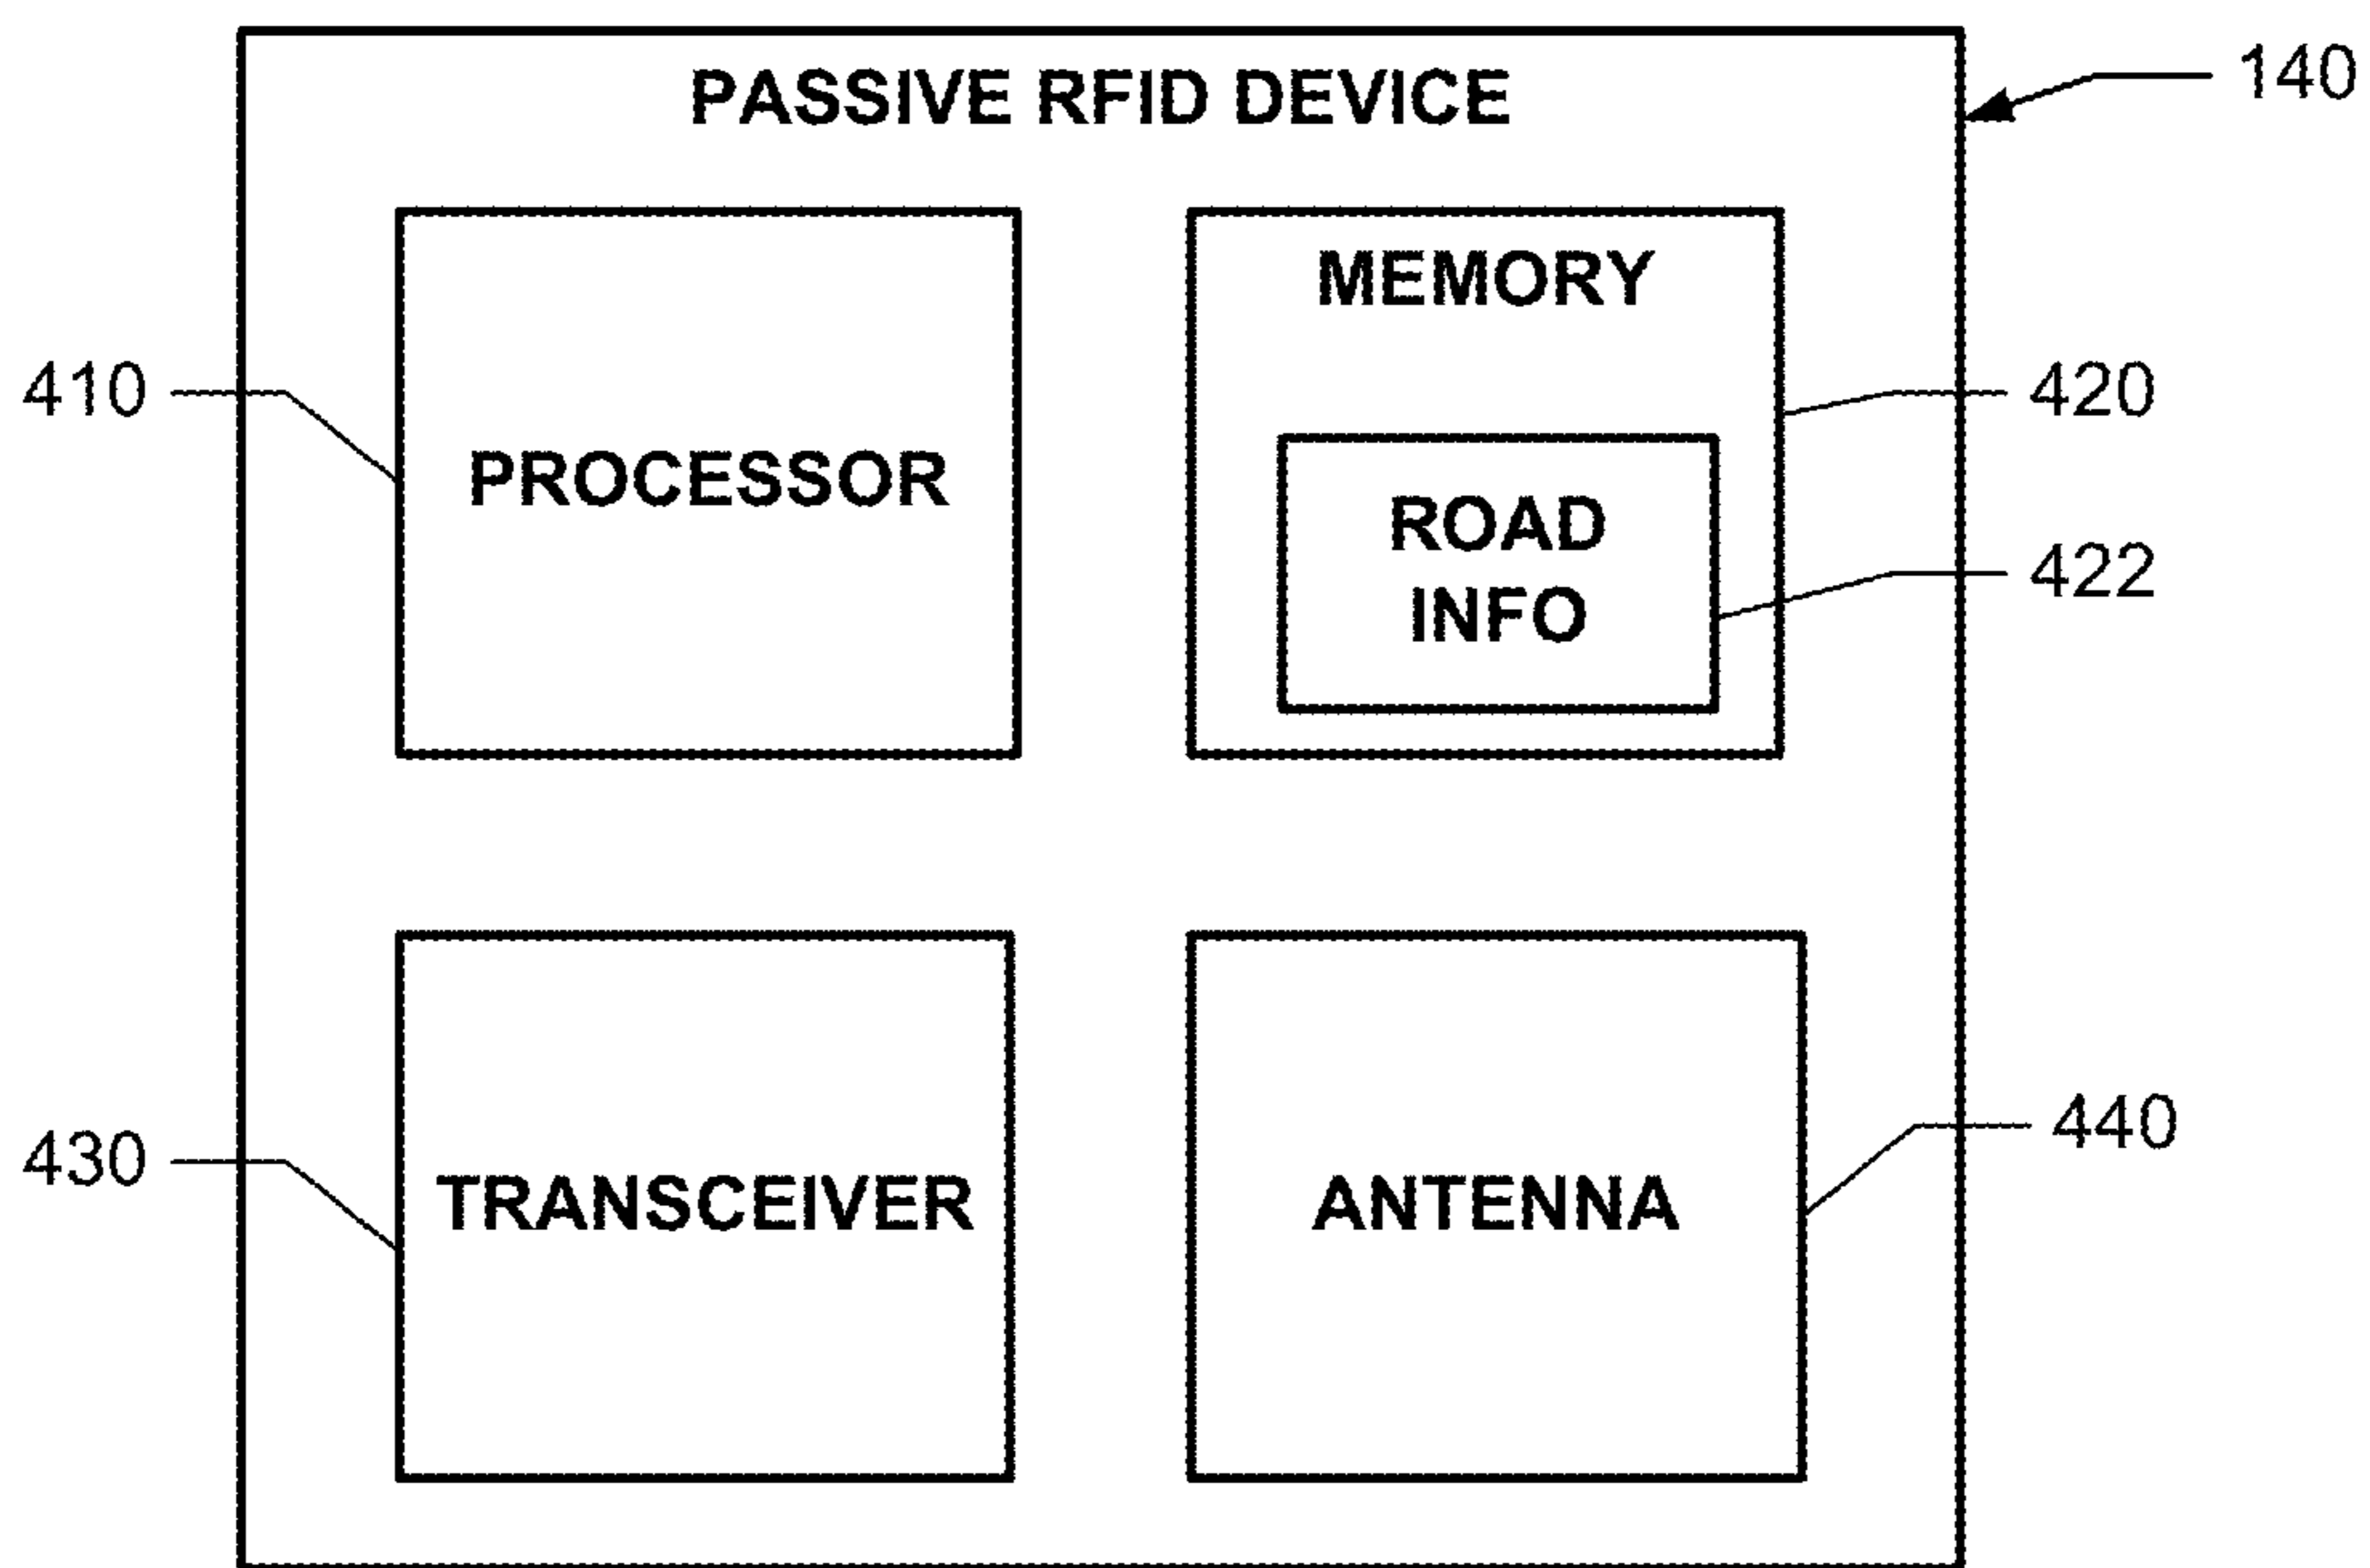 PASSIVE RFID DEVICE
140
410
PROCESSOR
MEMORY
420
ROAD
INFO
422
430
TRANSCEIVER
ANTENNA
440